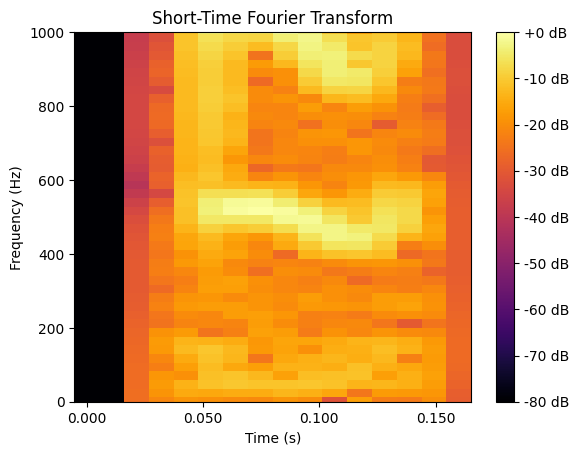 Short-Time Fourier Transform
1000
800
600
400
200
0
Frequency (Hz)
0.000
0.050
0.100
0.150
Time (s)
+0 dB
-10 dB
-20 dB
-30 dB
-40 dB
-50 dB
-60 dB
-70 dB
-80 dB